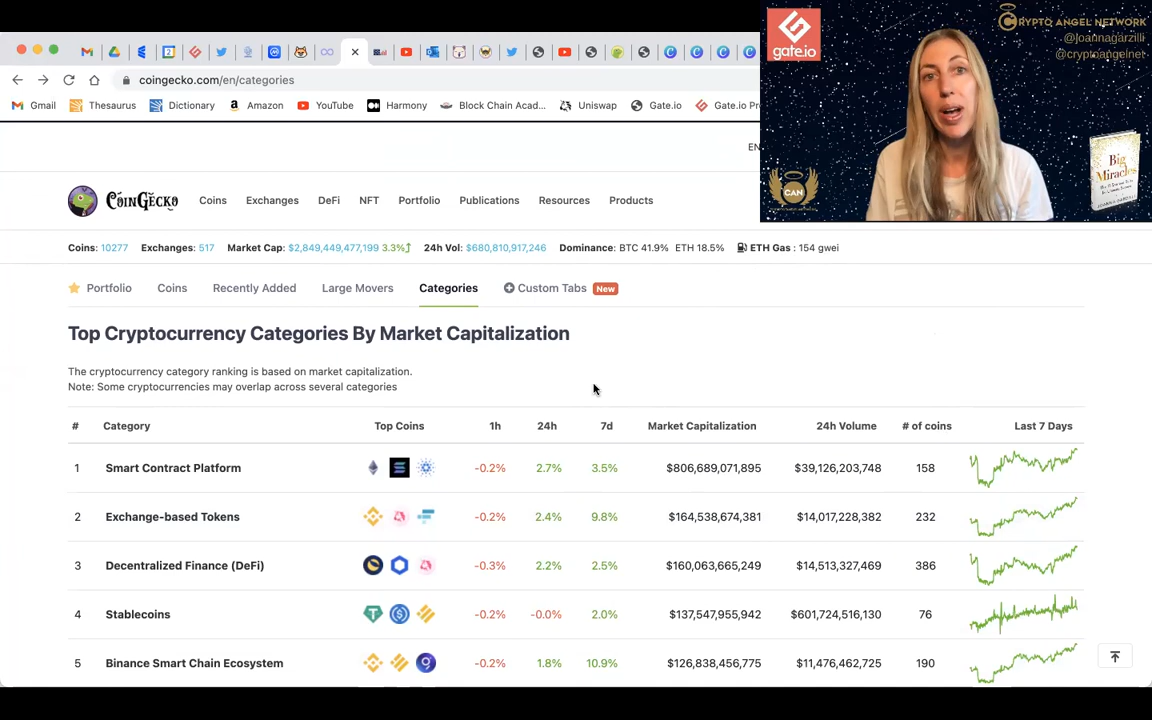 coingecko.com/en/categories
Gmail Thesaurus Dictionary Amazon YouTube Harmony Block Chain Acad... Uniswap Gate.io Gate.io Pr
gate.io
CRYPTO ANGEL NETWORK
@joannagarzilli
@cryptoangelnet
Big
Miracles
CAN
EN
COINGECKO Coins Exchanges DeFi NFT Portfolio Publications Resources Products
Coins: 10277 Exchanges: 517 Market Cap: $2,849,449,477,199 3.3% 24h Vol: $680,810,917,246 Dominance: BTC 41.9% ETH 18.5% ETH Gas : 154 gwei
Portfolio Coins Recently Added Large Movers Categories Custom Tabs New
Top Cryptocurrency Categories By Market Capitalization
The cryptocurrency category ranking is based on market capitalization.
Note: Some cryptocurrencies may overlap across several categories
# Category Top Coins 1h 24h 7d Market Capitalization 24h Volume # of coins Last 7 Days
1 Smart Contract Platform -0.2% 2.7% 3.5% $806,689,071,895 $39,126,203,748 158
2 Exchange-based Tokens -0.2% 2.4% 9.8% $164,538,674,381 $14,017,228,382 232
3 Decentralized Finance (DeFi) -0.3% 2.2% 2.5% $160,063,665,249 $14,513,327,469 386
4 Stablecoins -0.2% -0.0% 2.0% $137,547,955,942 $601,724,516,130 76
5 Binance Smart Chain Ecosystem -0.2% 1.8% 10.9% $126,838,456,775 $11,476,462,725 190